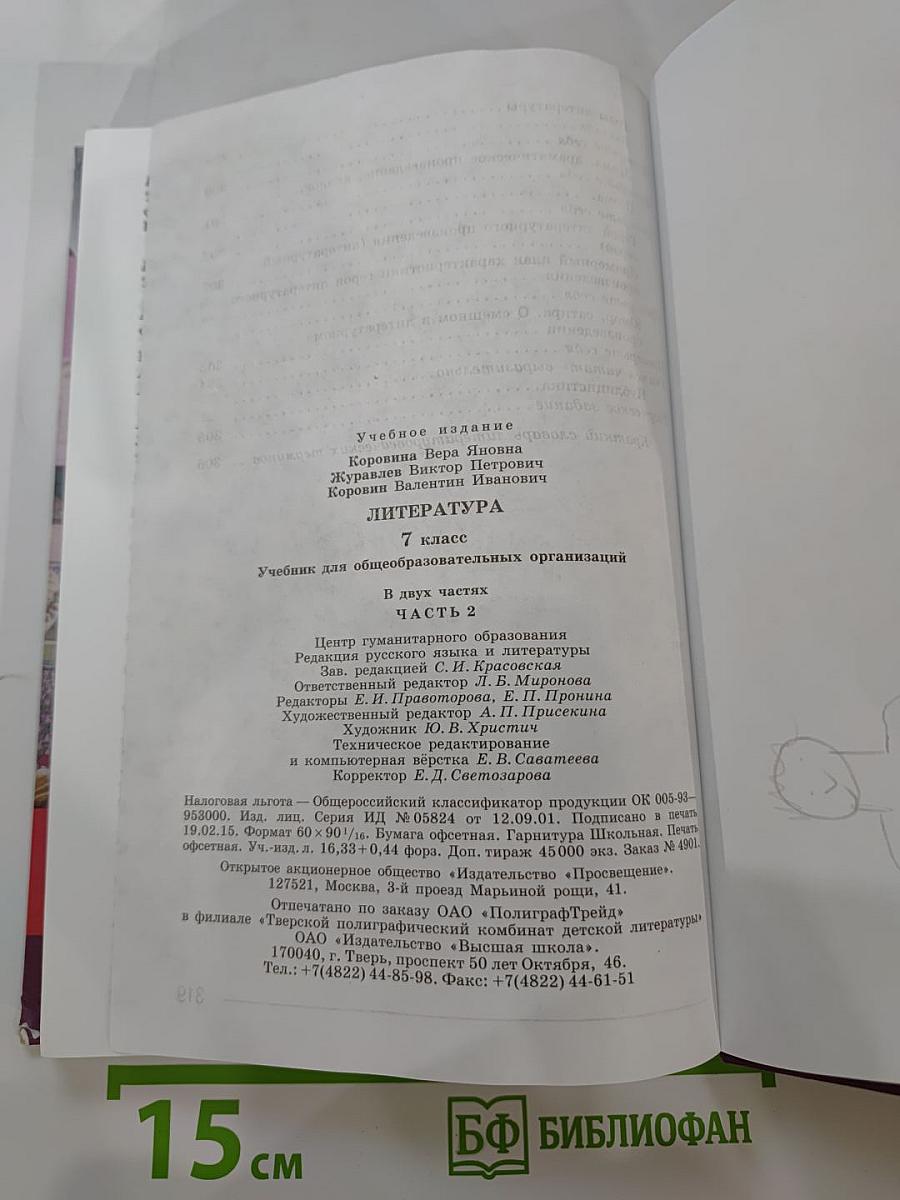 Учебное издание
Коровина Вера Яновна
Журавлев Виктор Петрович
Коровин Валентин Иванович
ЛИТЕРАТУРА
7 класс
Учебник для общеобразовательных организаций
В двух частях
ЧАСТЬ 2
Центр гуманитарного образования
Редакция русского языка и литературы
Зав. редакцией С. И. Красовская
Ответственный редактор Л. Б. Миронова
Редакторы Е. И. Правоторова, Е. П. Пронина
Художественный редактор А. П. Присекина
Художник Ю. В. Христич
Техническое редактирование
и компьютерная вёрстка Е. В. Саватеева
Корректор Е. Д. Светозарова
Налоговая льгота — Общероссийский классификатор продукции ОК 005-93—
953000. Изд. лиц. Серия ИД № 05824 от 12.09.01. Подписано в печать
19.02.15. Формат 60 × 90 1/16. Бумага офсетная. Гарнитура Школьная. Печать
офсетная. Уч.-изд. л. 16,33 + 0,44 форз. Доп. тираж 45 000 экз. Заказ № 4901.
Открытое акционерное общество «Издательство «Просвещение».
127521, Москва, 3-й проезд Марьиной рощи, 41.
Отпечатано по заказу ОАО «ПолиграфТрейд»
в филиале «Тверской полиграфический комбинат детской литературы»
ОАО «Издательство «Высшая школа».
170040, г. Тверь, проспект 50 лет Октября, 46.
Тел.: +7(4822) 44-85-98. Факс: +7(4822) 44-61-51
319
15 см
БФ БИБЛИОФАН